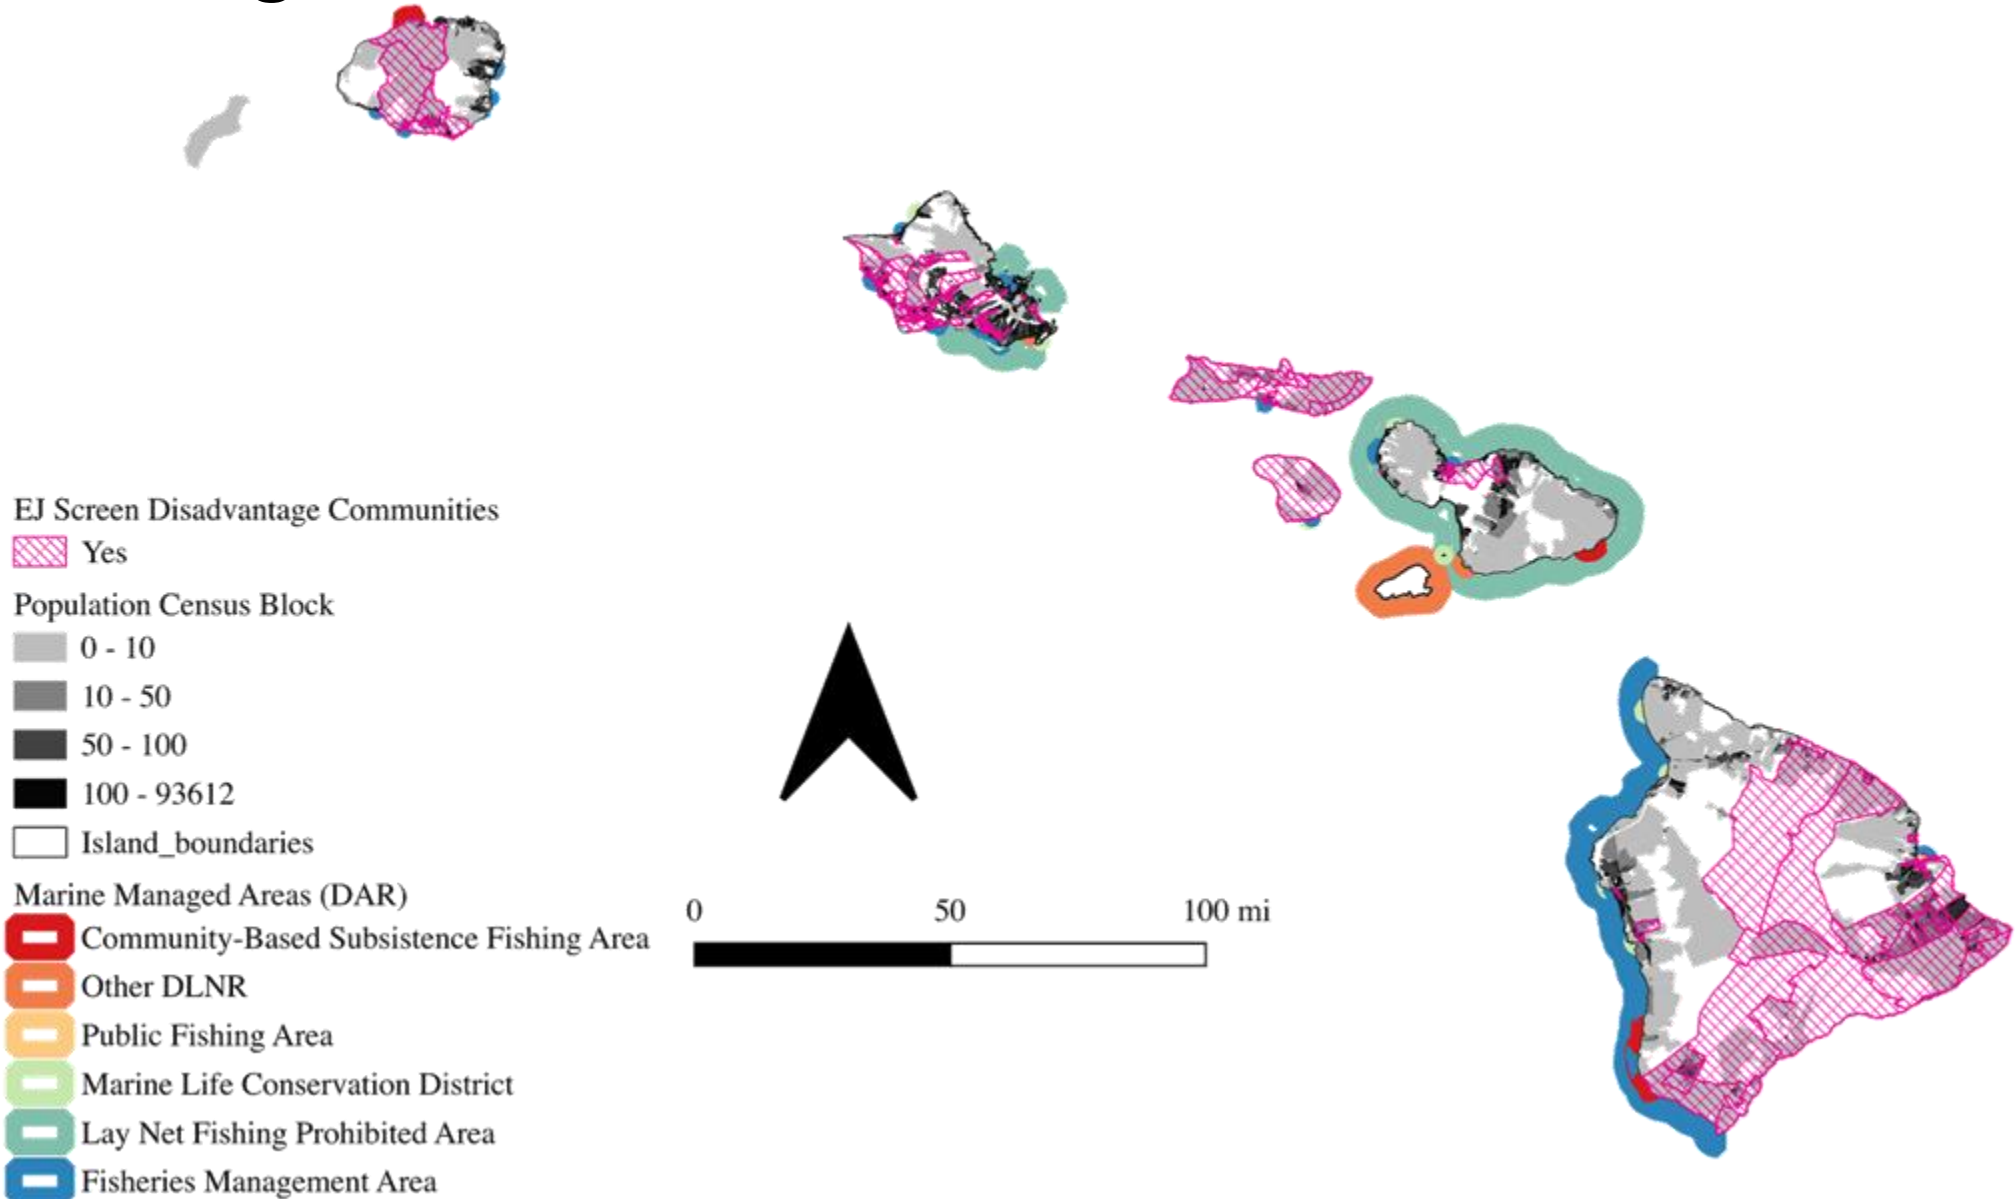 EJ Screen Disadvantage Communities
Yes
Population Census Block
0 - 10
10 - 50
50 - 100
100 - 93612
Island_boundaries
Marine Managed Areas (DAR)
Community-Based Subsistence Fishing Area
Other DLNR
Public Fishing Area
Marine Life Conservation District
Lay Net Fishing Prohibited Area
Fisheries Management Area
0 50 100 mi